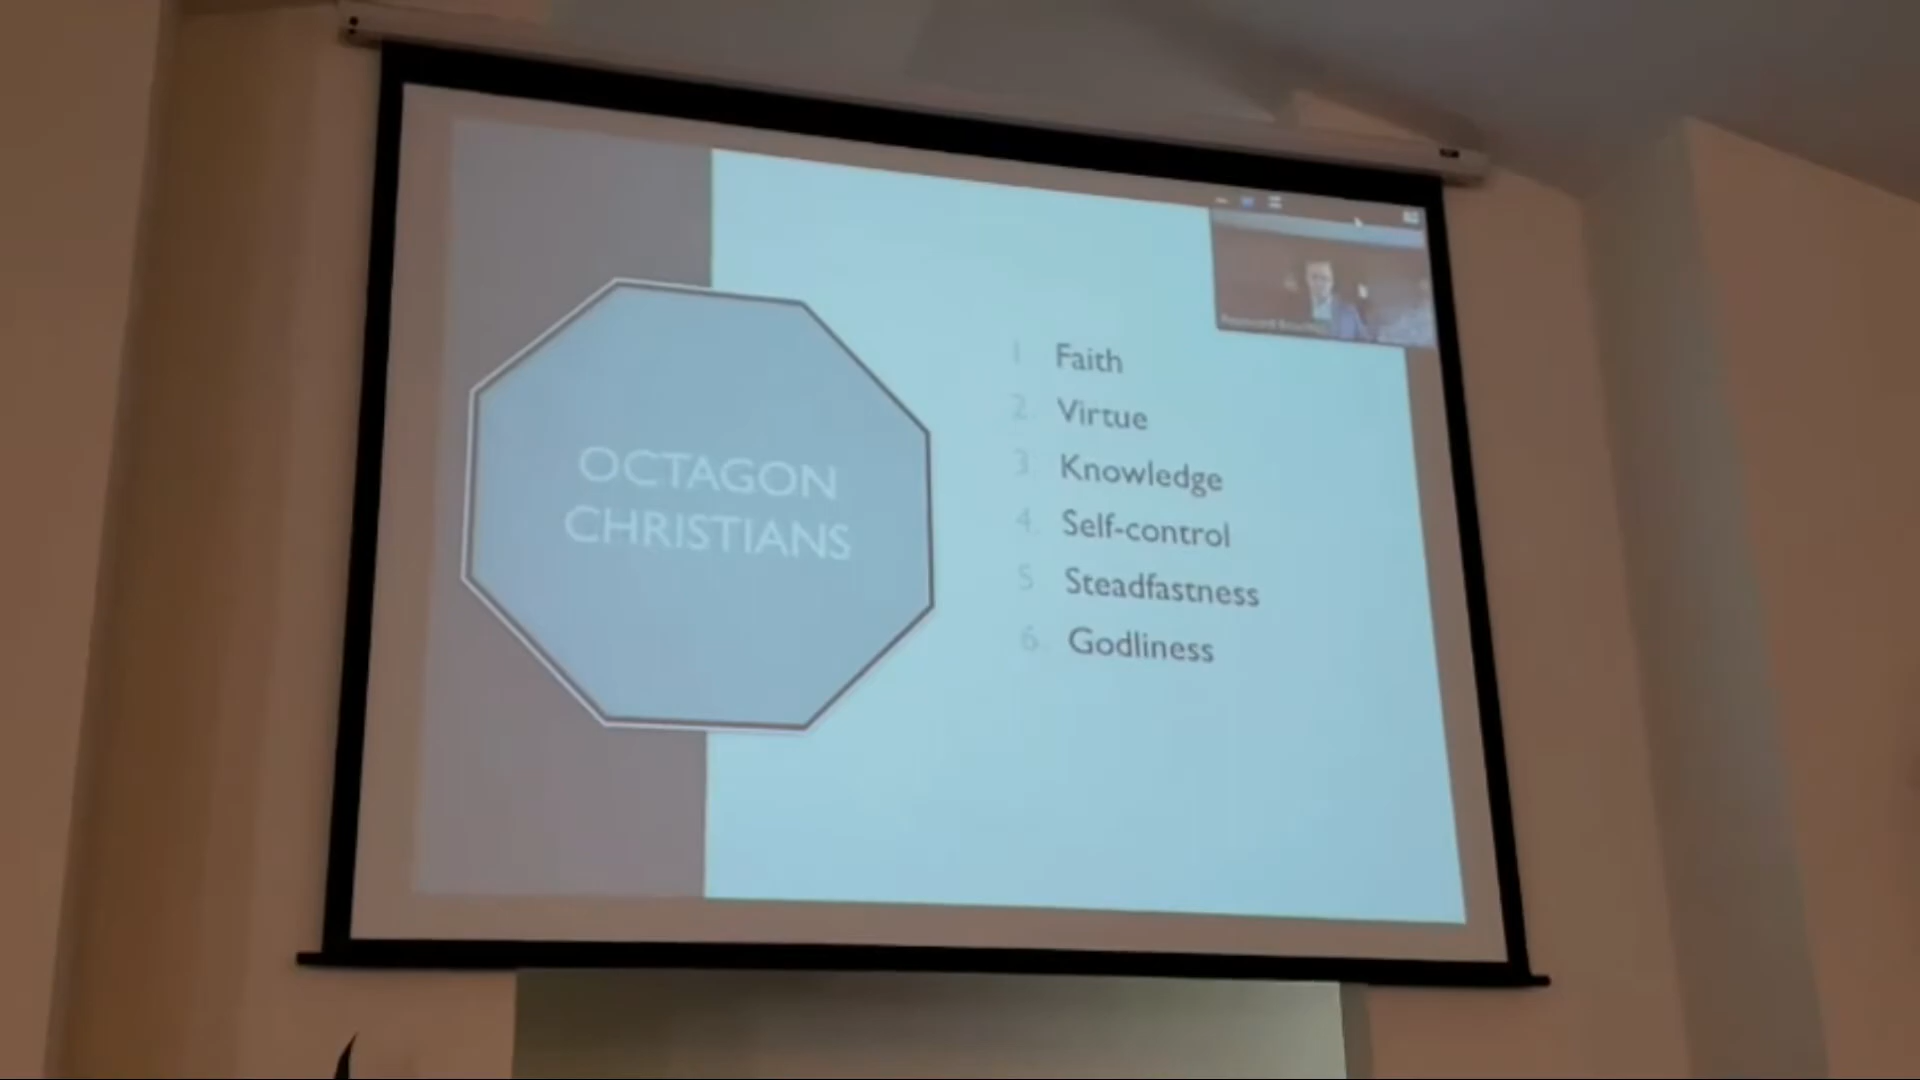 OCTAGON
CHRISTIANS
1 Faith
2. Virtue
3. Knowledge
4. Self-control
5. Steadfastness
6. Godliness